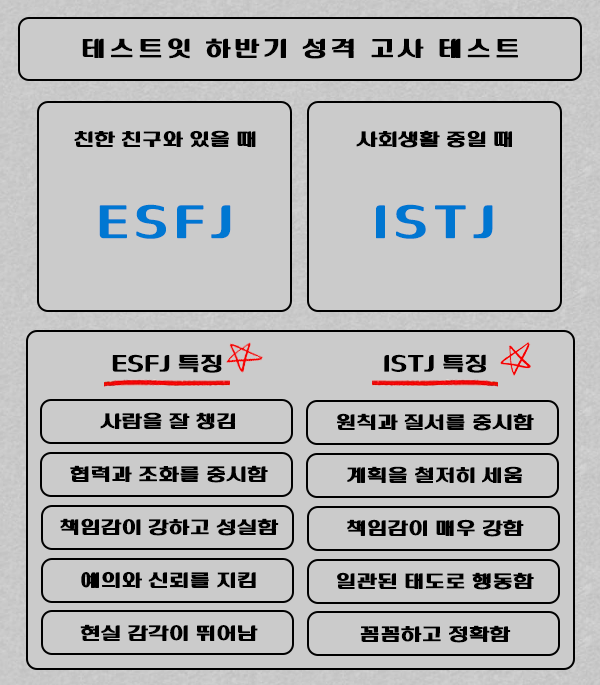 테스트잇 하반기 성격 고사 테스트
친한 친구와 있을 때
사회생활 중일 때
ESFJ
ISTJ
ESFJ 특징
ISTJ 특징
사람을 잘 챙김
원칙과 질서를 중시함
협력과 조화를 중시함
계획을 철저히 세움
책임감이 강하고 성실함
책임감이 매우 강함
예의와 신뢰를 지킴
일관된 태도로 행동함
현실 감각이 뛰어남
꼼꼼하고 정확함